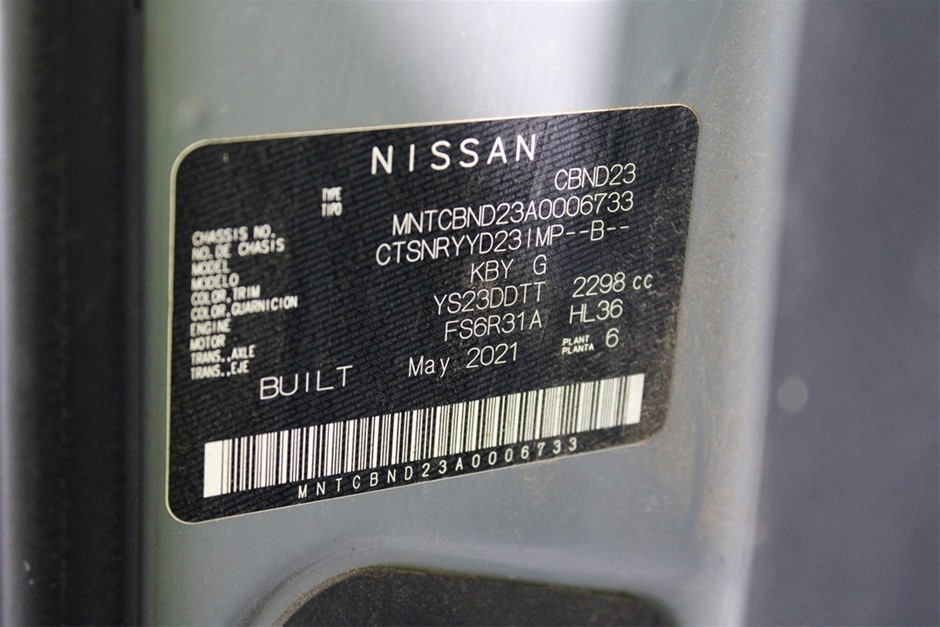 NISSAN
TYPE CBND23
TIPO
CHASSIS NO. MNTCBND23A0006733
NO. DE CHASIS
MODEL CTSNRYYD23IMP--B--
MODELO
COLOR, TRIM KBY G
COLOR, GUARNICION
ENGINE YS23DDTT 2298 cc
MOTOR
TRANS., AXLE FS6R31A HL36
TRANS., EJE
BUILT May 2021 PLANT 6
PLANTA
MNTCBND23A0006733